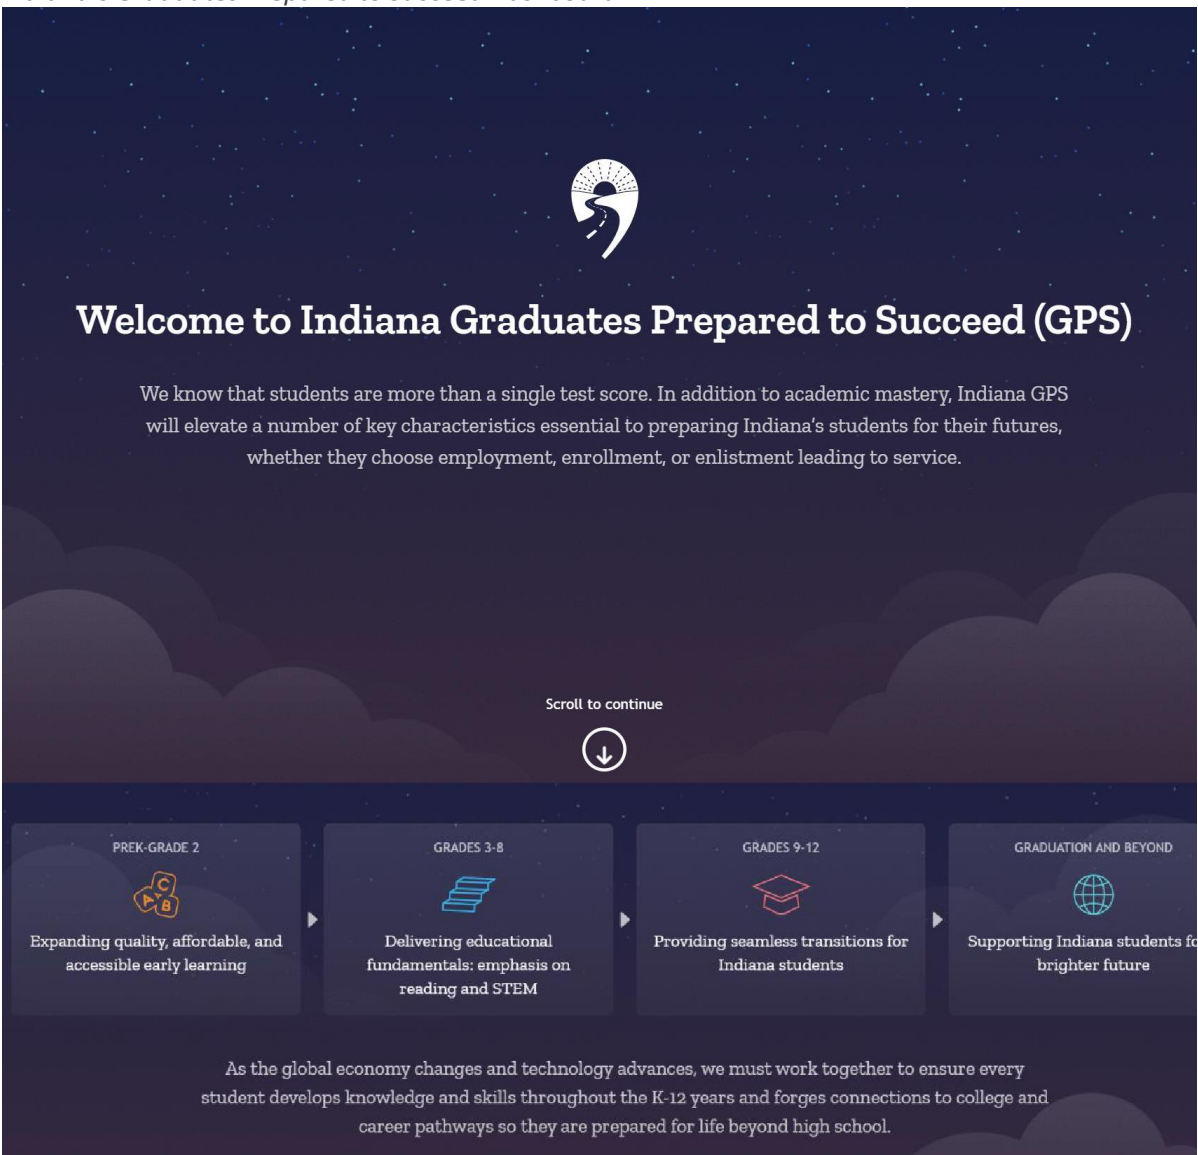 Welcome to Indiana Graduates Prepared to Succeed (GPS)
We know that students are more than a single test score. In addition to academic mastery, Indiana GPS
will elevate a number of key characteristics essential to preparing Indiana's students for their futures,
whether they choose employment, enrollment, or enlistment leading to service.
Scroll to continue
PREK-GRADE 2
C
A B
Expanding quality, affordable, and
accessible early learning
GRADES 3-8
Delivering educational
fundamentals: emphasis on
reading and STEM
GRADES 9-12
Providing seamless transitions for
Indiana students
GRADUATION AND BEYOND
Supporting Indiana students
brighter future
As the global economy changes and technology advances, we must work together to ensure every
student develops knowledge and skills throughout the K-12 years and forges connections to college and
career pathways so they are prepared for life beyond high school.